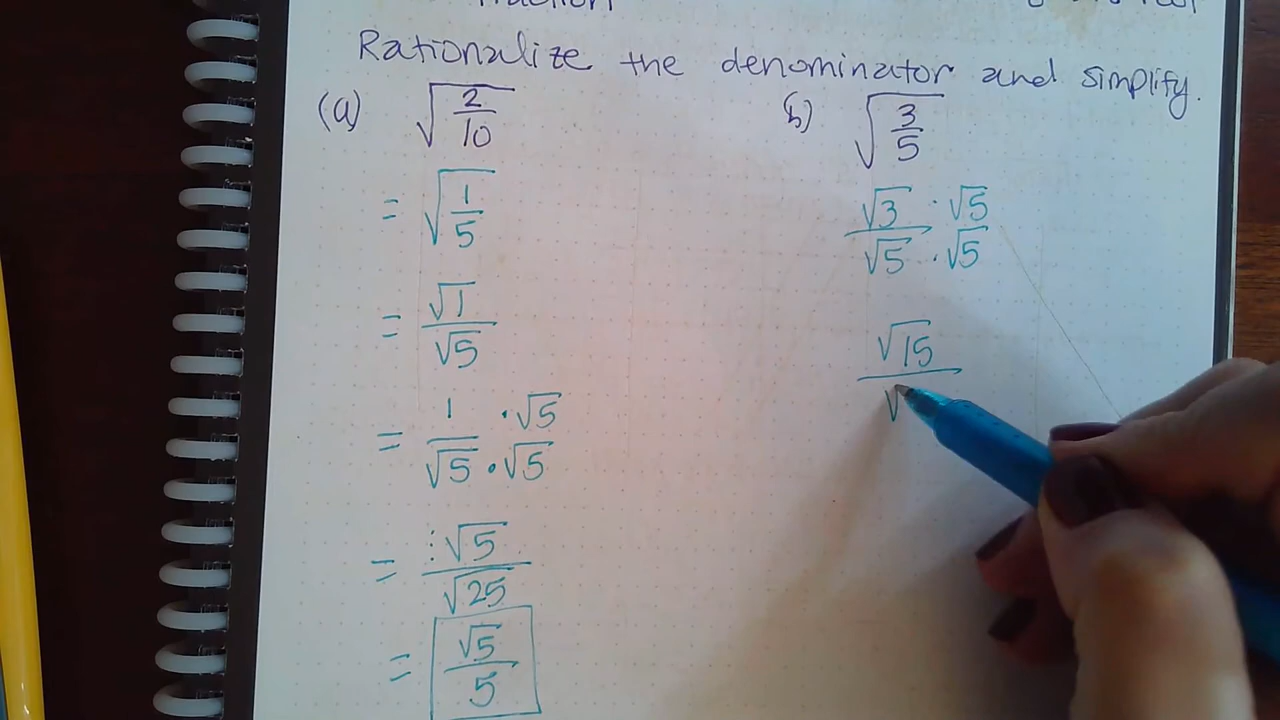 fraction
Rationalize the denominator and simplify.
(a) √(2/10)
= √(1/5)
= √1/√5
= 1/√5 · √5/√5
= √5/√25
= √5/5
b) √(3/5)
√3/√5 · √5/√5
√15/√